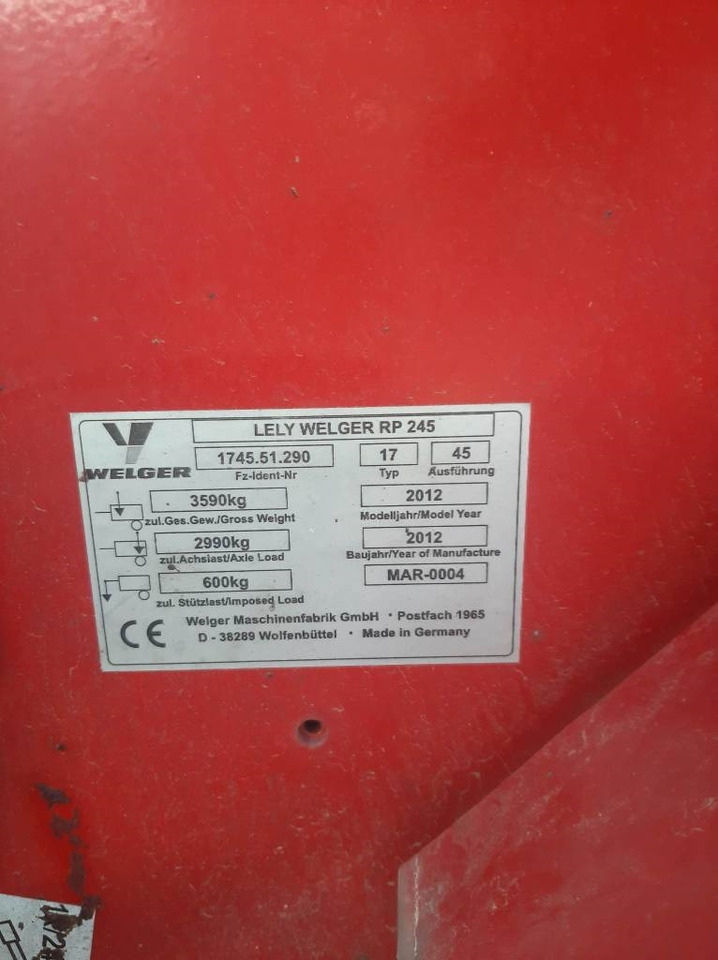 LELY WELGER RP 245
WELGER
1745.51.290
Fz-Ident-Nr
17
Typ
45
Ausführung
3590kg
zul.Ges.Gew./Gross Weight
2012
Modelljahr/Model Year
2990kg
zul.Achslast/Axle Load
2012
Baujahr/Year of Manufacture
600kg
zul. Stützlast/Imposed Load
MAR-0004
CE
Welger Maschinenfabrik GmbH · Postfach 1965
D - 38289 Wolfenbüttel · Made in Germany